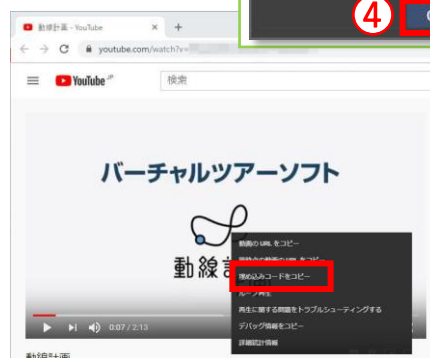 ④
動線計画 - YouTube × +
youtube.com/watch?v=
YouTube JP
検索
バーチャルツアーソフト
動線
動画の URL をコピー
埋め込みコードをコピー
ループ再生
再生に関する問題をトラブルシューティングする
デバッグ情報をコピー
詳細統計情報
0:07 / 2:13
動線計画